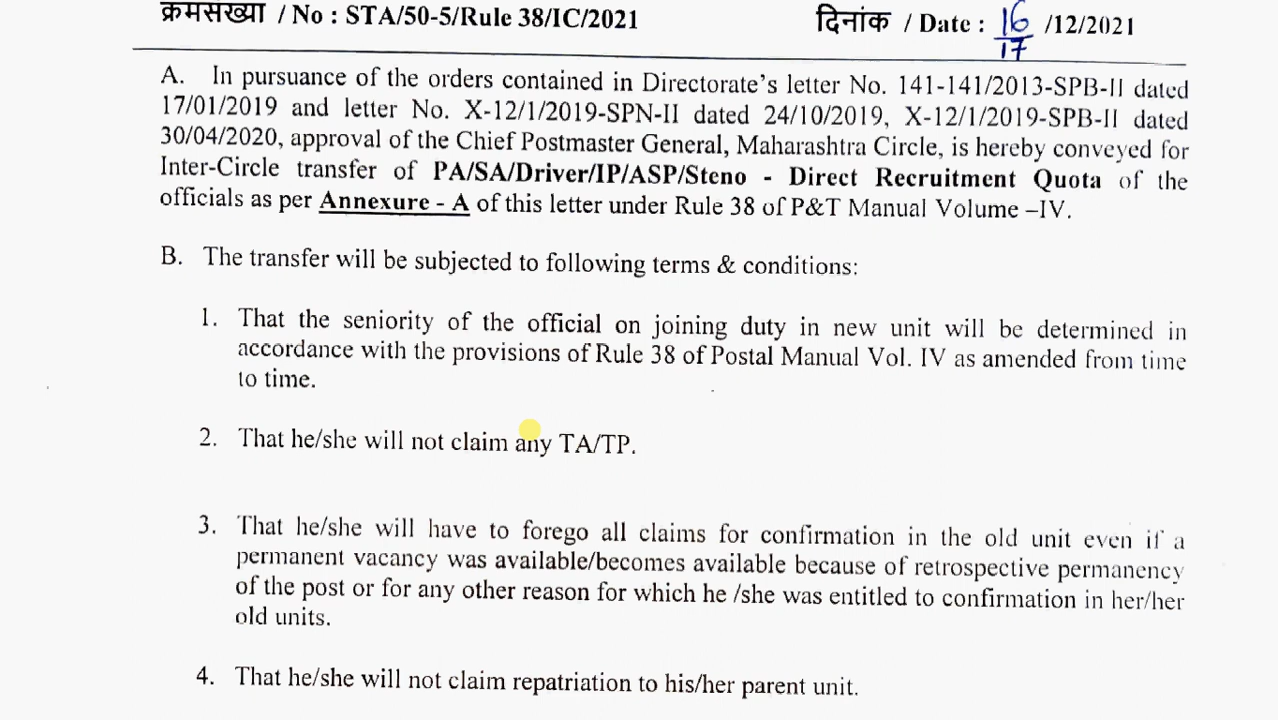 क्रमसंख्या / No : STA/50-5/Rule 38/IC/2021 दिनांक / Date : 16/17 /12/2021
A. In pursuance of the orders contained in Directorate's letter No. 141-141/2013-SPB-II dated
17/01/2019 and letter No. X-12/1/2019-SPN-II dated 24/10/2019, X-12/1/2019-SPB-II dated
30/04/2020, approval of the Chief Postmaster General, Maharashtra Circle, is hereby conveyed for
Inter-Circle transfer of PA/SA/Driver/IP/ASP/Steno - Direct Recruitment Quota of the
officials as per Annexure - A of this letter under Rule 38 of P&T Manual Volume –IV.
B. The transfer will be subjected to following terms & conditions:
1. That the seniority of the official on joining duty in new unit will be determined in
accordance with the provisions of Rule 38 of Postal Manual Vol. IV as amended from time
to time.
2. That he/she will not claim any TA/TP.
3. That he/she will have to forego all claims for confirmation in the old unit even if a
permanent vacancy was available/becomes available because of retrospective permanency
of the post or for any other reason for which he /she was entitled to confirmation in her/her
old units.
4. That he/she will not claim repatriation to his/her parent unit.